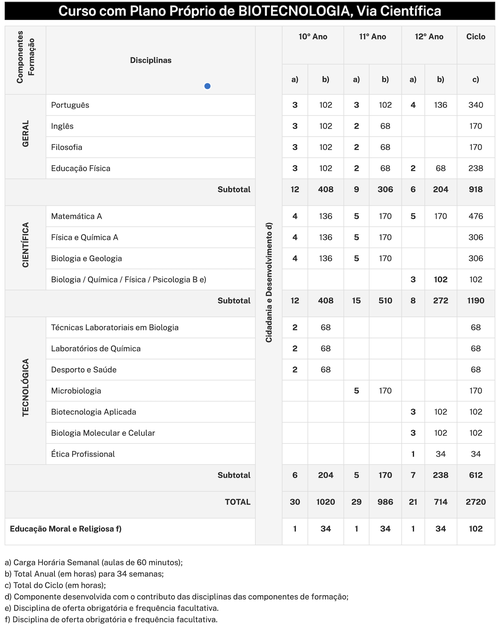 Curso com Plano Próprio de BIOTECNOLOGIA, Via Científica
Componentes Formação Disciplinas 10º Ano 11º Ano 12º Ano Ciclo
a) b) a) b) a) b) c)
Cidadania e Desenvolvimento d)
GERAL
Português 3 102 3 102 4 136 340
Inglês 3 102 2 68 170
Filosofia 3 102 2 68 170
Educação Física 3 102 2 68 2 68 238
Subtotal 12 408 9 306 6 204 918
CIENTÍFICA
Matemática A 4 136 5 170 5 170 476
Física e Química A 4 136 5 170 306
Biologia e Geologia 4 136 5 170 306
Biologia / Química / Física / Psicologia B e) 3 102 102
Subtotal 12 408 15 510 8 272 1190
TECNOLÓGICA
Técnicas Laboratoriais em Biologia 2 68 68
Laboratórios de Química 2 68 68
Desporto e Saúde 2 68 68
Microbiologia 5 170 170
Biotecnologia Aplicada 3 102 102
Biologia Molecular e Celular 3 102 102
Ética Profissional 1 34 34
Subtotal 6 204 5 170 7 238 612
TOTAL 30 1020 29 986 21 714 2720
Educação Moral e Religiosa f) 1 34 1 34 1 34 102
a) Carga Horária Semanal (aulas de 60 minutos);
b) Total Anual (em horas) para 34 semanas;
c) Total do Ciclo (em horas);
d) Componente desenvolvida com o contributo das disciplinas das componentes de formação;
e) Disciplina de oferta obrigatória e frequência facultativa.
f) Disciplina de oferta obrigatória e frequência facultativa.